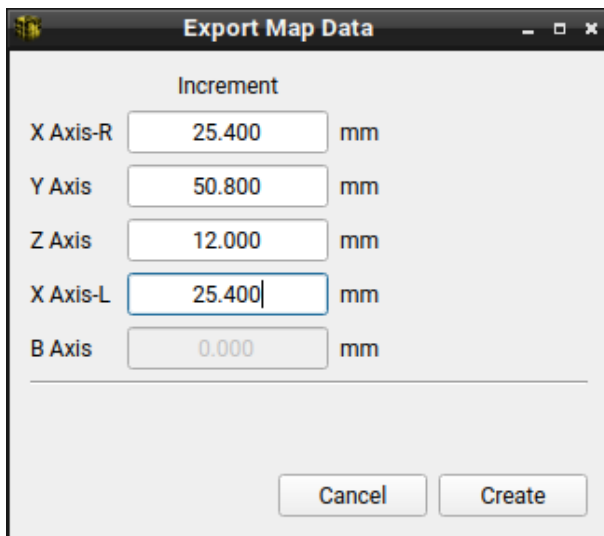 Export Map Data
Increment
X Axis-R 25.400 mm
Y Axis 50.800 mm
Z Axis 12.000 mm
X Axis-L 25.400 mm
B Axis 0.000 mm
Cancel Create